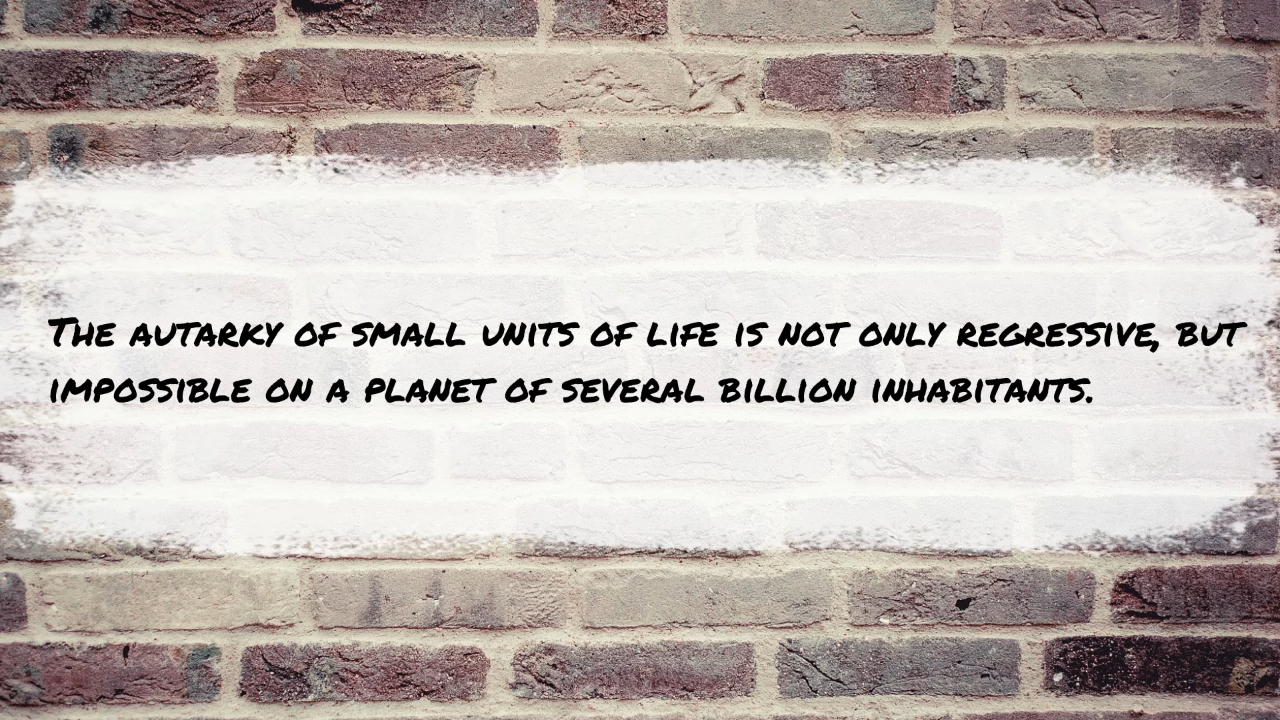 The autarky of small units of life is not only regressive, but
impossible on a planet of several billion inhabitants.